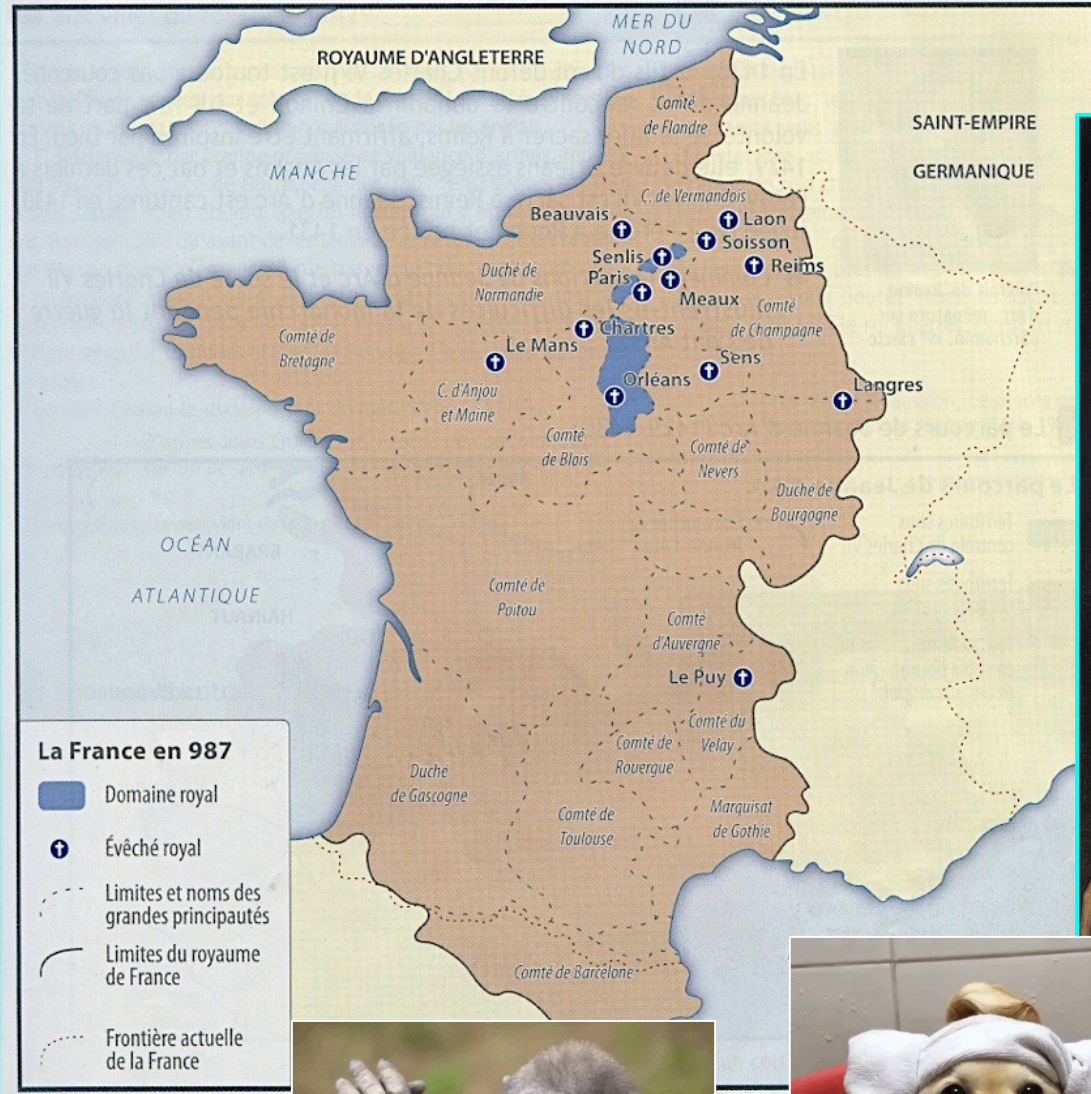 MER DU
NORD
ROYAUME D'ANGLETERRE
Comté
de Flandre
SAINT-EMPIRE
GERMANIQUE
MANCHE
C. de Vermandois
Beauvais
Laon
Soisson
Senlis
Reims
Paris
Meaux
Duché de
Normandie
Comté
de Champagne
Chartres
Comté de
Bretagne
Le Mans
Sens
Orléans
Langres
C. d'Anjou
et Maine
Comté
de Blois
Comté de
Nevers
Duché de
Bourgogne
OCÉAN
ATLANTIQUE
Comté de
Poitou
Comté
d'Auvergne
Le Puy
Comté du
Velay
Comté de
Rouergue
Duché
de Gascogne
Comté de
Toulouse
Marquisat
de Gothie
Comté de Barcelone
La France en 987
Domaine royal
Évêché royal
Limites et noms des
grandes principautés
Limites du royaume
de France
Frontière actuelle
de la France